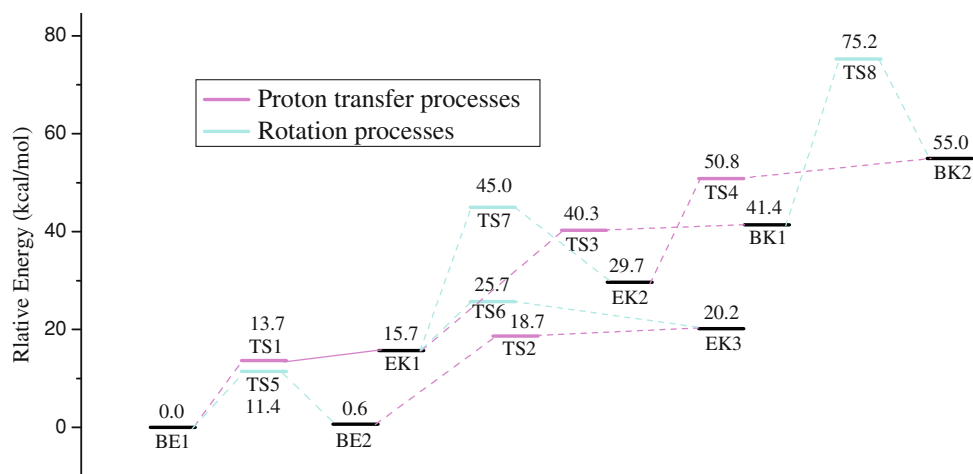 Rlative Energy (kcal/mol)
80
60
40
20
0
Proton transfer processes
Rotation processes
75.2
TS8
55.0
BK2
50.8
TS4
45.0
TS7
40.3
TS3
41.4
BK1
29.7
EK2
25.7
TS6
18.7
TS2
20.2
EK3
13.7
TS1
15.7
EK1
TS5
11.4
0.0
BE1
0.6
BE2